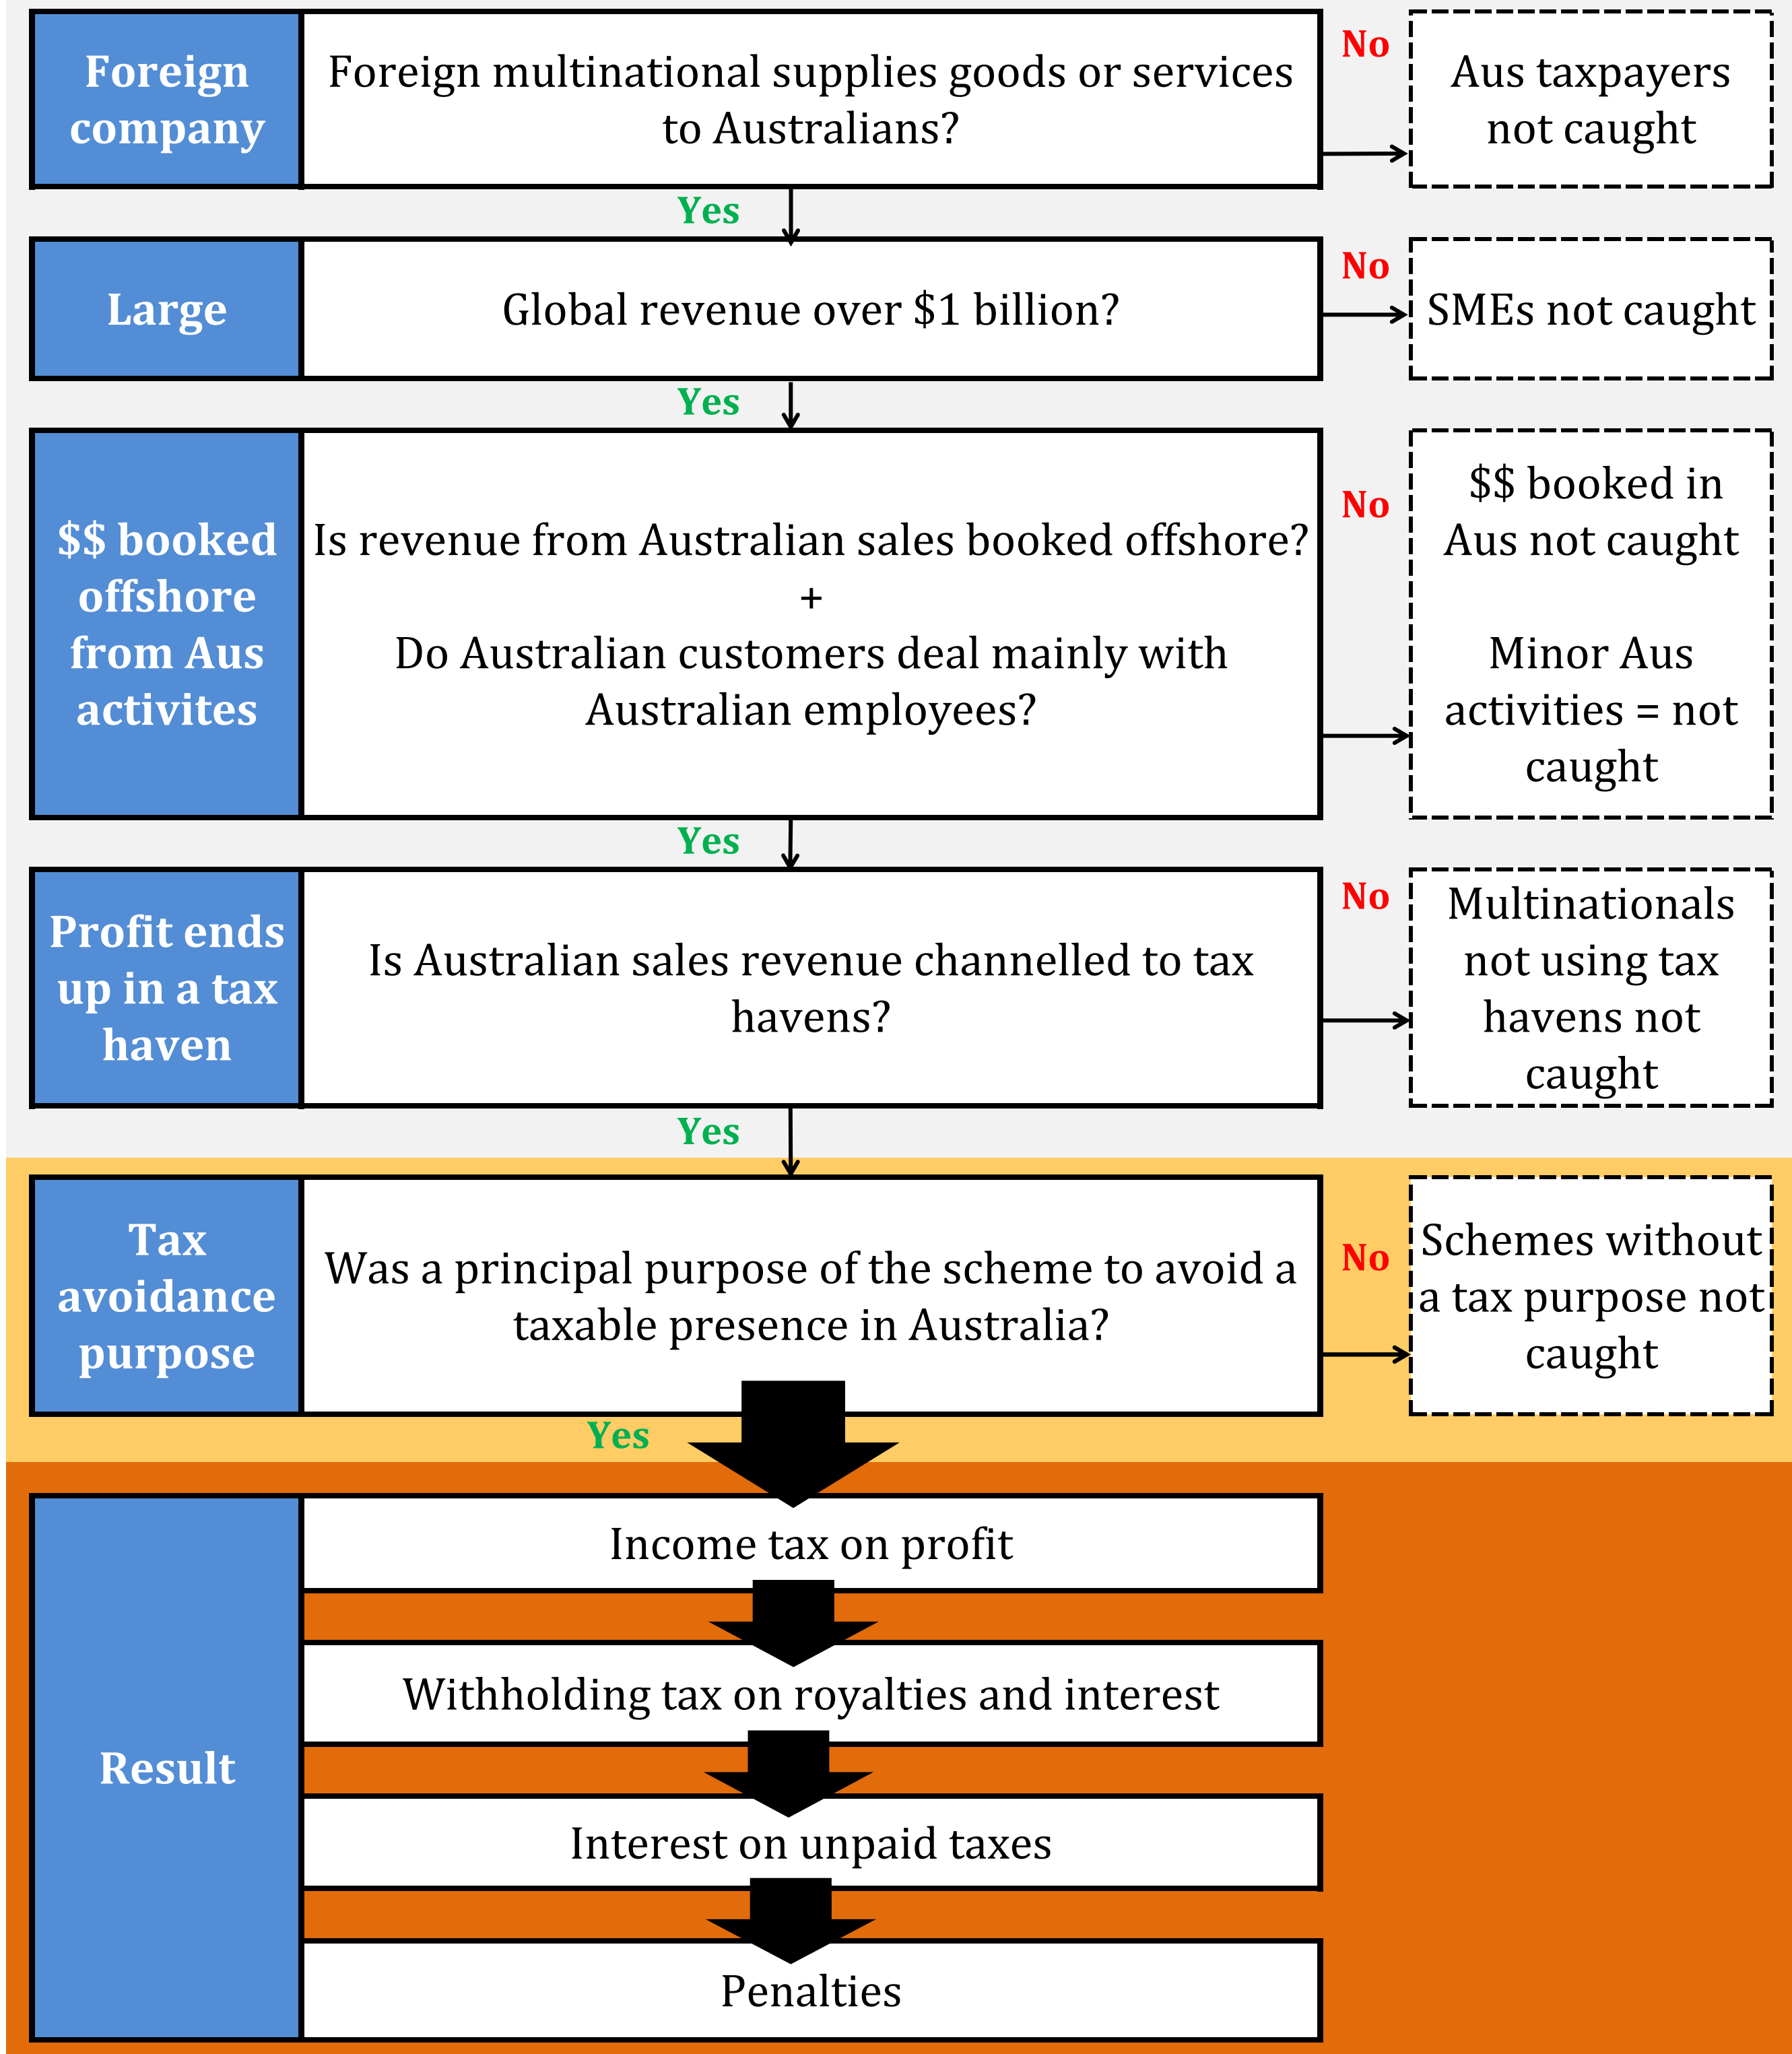 Foreign
company
Foreign multinational supplies goods or services
to Australians?
No
Aus taxpayers
not caught
Yes
Large
Global revenue over $1 billion?
No
SMEs not caught
Yes
$$ booked
offshore
from Aus
activites
Is revenue from Australian sales booked offshore?
+
Do Australian customers deal mainly with
Australian employees?
No
$$ booked in
Aus not caught
Minor Aus
activities = not
caught
Yes
Profit ends
up in a tax
haven
Is Australian sales revenue channelled to tax
havens?
No
Multinationals
not using tax
havens not
caught
Yes
Tax
avoidance
purpose
Was a principal purpose of the scheme to avoid a
taxable presence in Australia?
No
Schemes without
a tax purpose not
caught
Yes
Result
Income tax on profit
Withholding tax on royalties and interest
Interest on unpaid taxes
Penalties